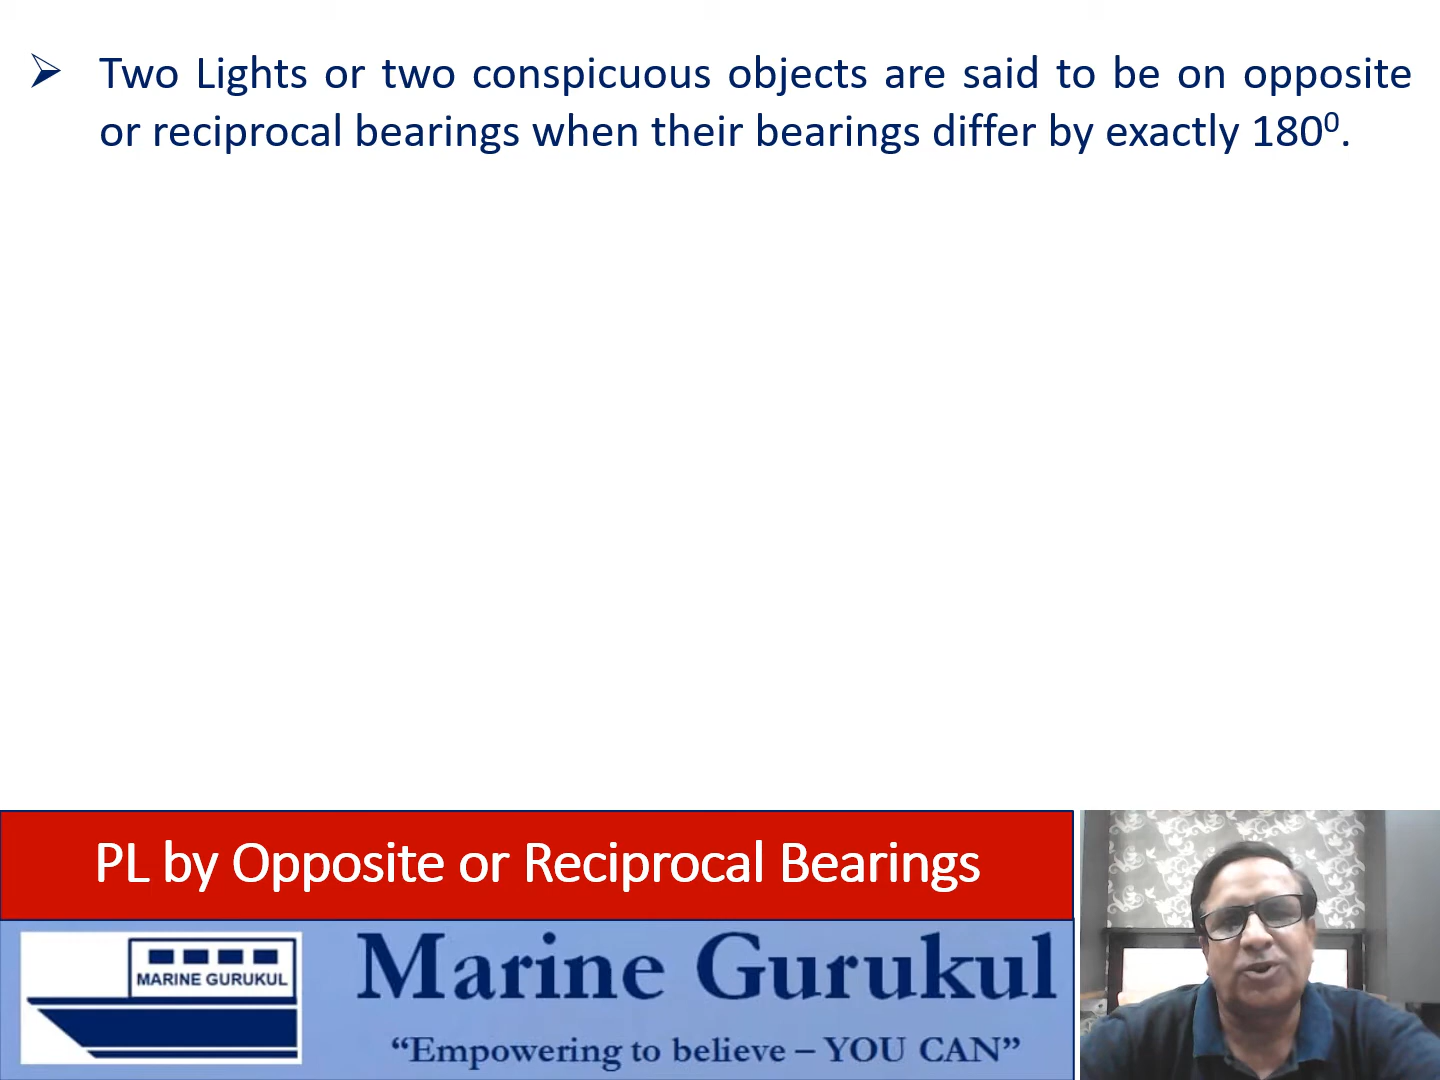 ➢ Two Lights or two conspicuous objects are said to be on opposite
or reciprocal bearings when their bearings differ by exactly 180⁰.
PL by Opposite or Reciprocal Bearings
MARINE GURUKUL
Marine Gurukul
“Empowering to believe – YOU CAN”